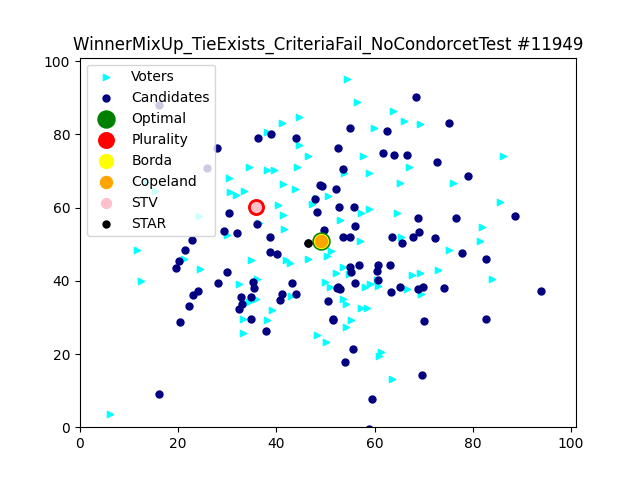 WinnerMixUp_TieExists_CriteriaFail_NoCondorcetTest #11949
100
80
60
40
20
0
0 20 40 60 80 100
Voters
Candidates
Optimal
Plurality
Borda
Copeland
STV
STAR